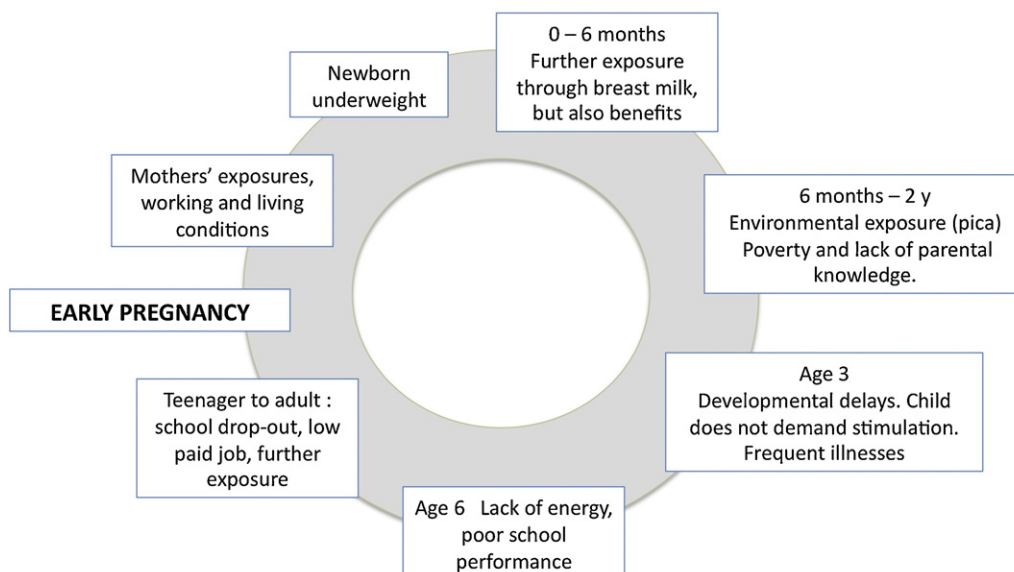 0 – 6 months
Further exposure
through breast milk,
but also benefits
Newborn
underweight
Mothers’ exposures,
working and living
conditions
6 months – 2 y
Environmental exposure (pica)
Poverty and lack of parental
knowledge.
EARLY PREGNANCY
Age 3
Developmental delays. Child
does not demand stimulation.
Frequent illnesses
Teenager to adult :
school drop-out, low
paid job, further
exposure
Age 6 Lack of energy,
poor school
performance